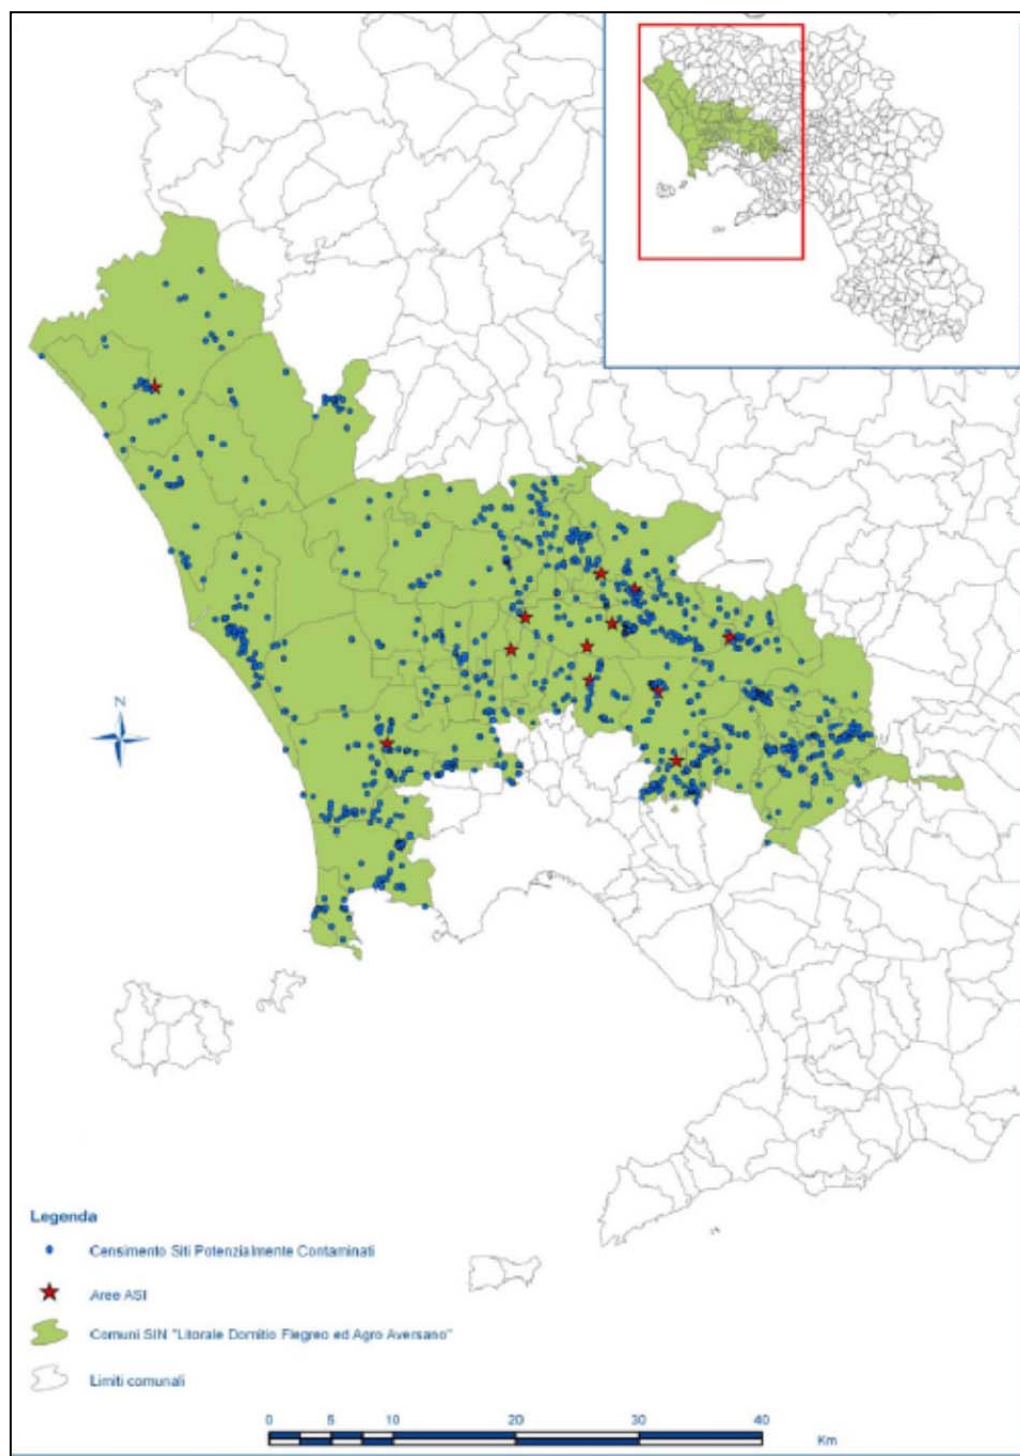 N
Legenda
Censimento Siti Potenzialmente Contaminati
Aree ASI
Comuni SIN "Litorale Domitio Flegreo ed Agro Aversano"
Limiti comunali
0 5 10 20 40
Km